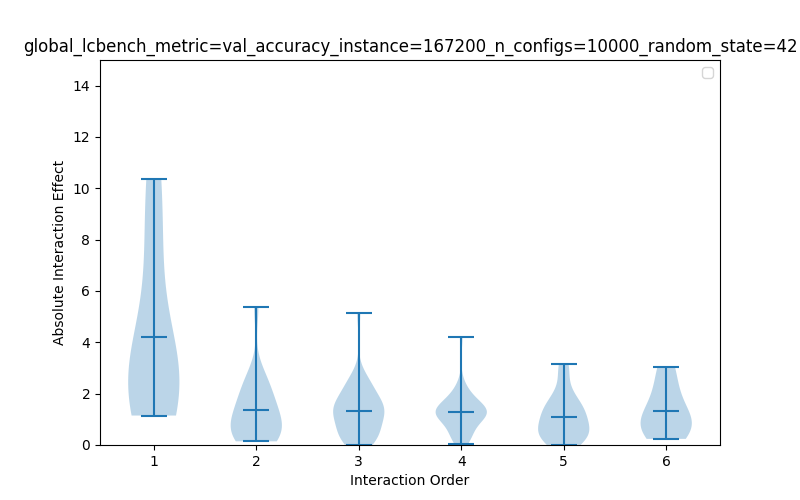 global_lcbench_metric=val_accuracy_instance=167200_n_configs=10000_random_state=42
14
12
10
8
6
4
2
0
Absolute Interaction Effect
1 2 3 4 5 6
Interaction Order